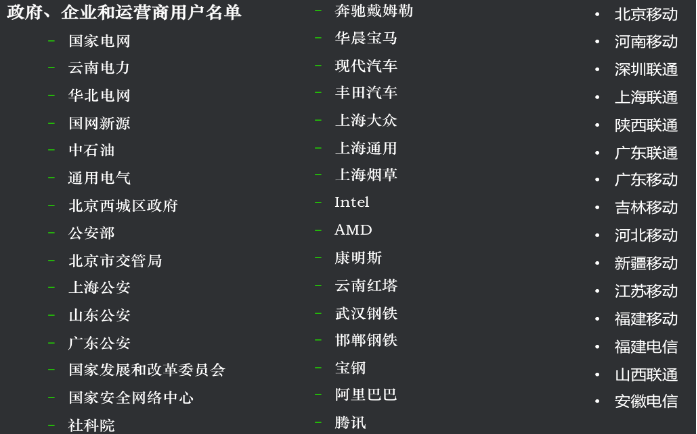 政府、企业和运营商用户名单
– 国家电网
– 云南电力
– 华北电网
– 国网新源
– 中石油
– 通用电气
– 北京西城区政府
– 公安部
– 北京市交管局
– 上海公安
– 山东公安
– 广东公安
– 国家发展和改革委员会
– 国家安全网络中心
– 社科院
– 奔驰戴姆勒
– 华晨宝马
– 现代汽车
– 丰田汽车
– 上海大众
– 上海通用
– 上海烟草
– Intel
– AMD
– 康明斯
– 云南红塔
– 武汉钢铁
– 邯郸钢铁
– 宝钢
– 阿里巴巴
– 腾讯
• 北京移动
• 河南移动
• 深圳联通
• 上海联通
• 陕西联通
• 广东联通
• 广东移动
• 吉林移动
• 河北移动
• 新疆移动
• 江苏移动
• 福建移动
• 福建电信
• 山西联通
• 安徽电信